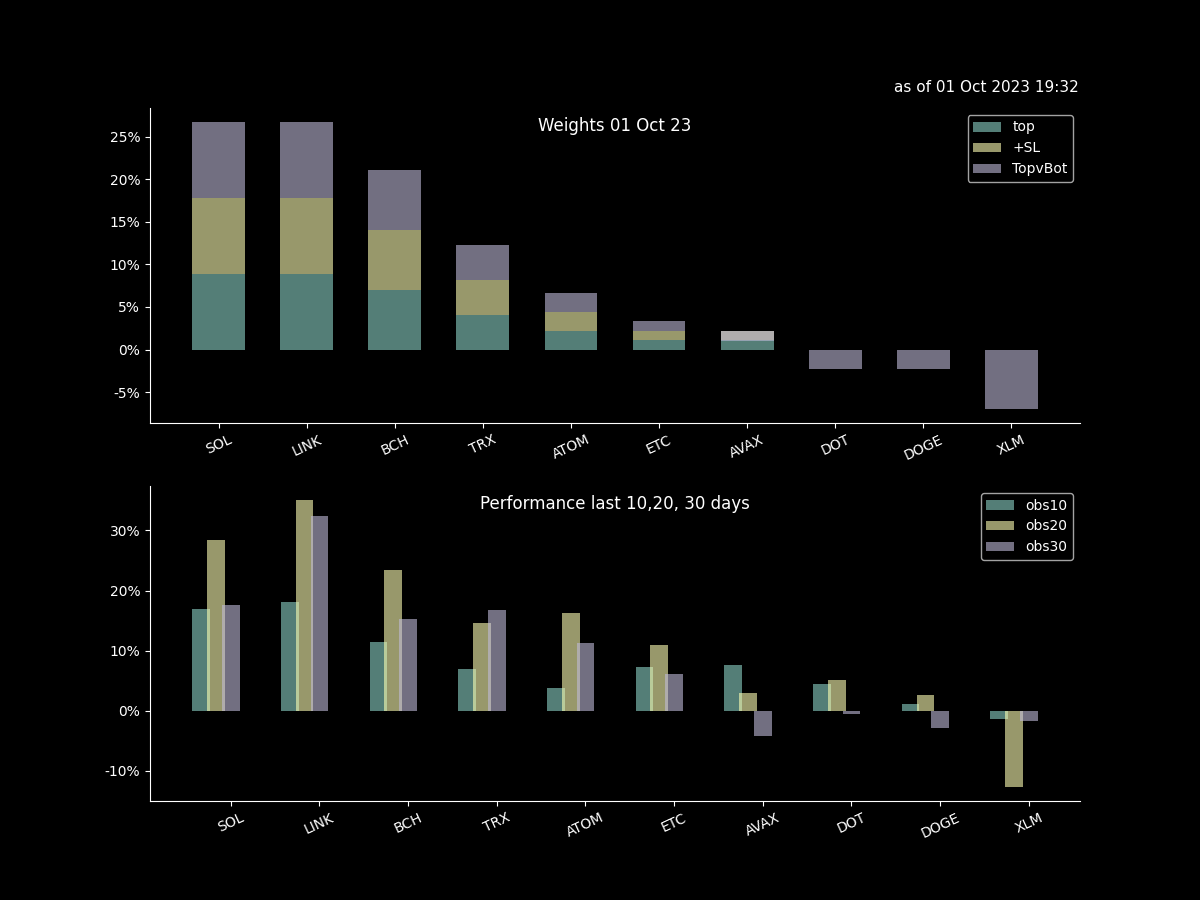 as of 01 Oct 2023 19:32
Weights 01 Oct 23
top
+SL
TopvBot
25%
20%
15%
10%
5%
0%
-5%
SOL LINK BCH TRX ATOM ETC AVAX DOT DOGE XLM
Performance last 10,20, 30 days
obs10
obs20
obs30
30%
20%
10%
0%
-10%
SOL LINK BCH TRX ATOM ETC AVAX DOT DOGE XLM